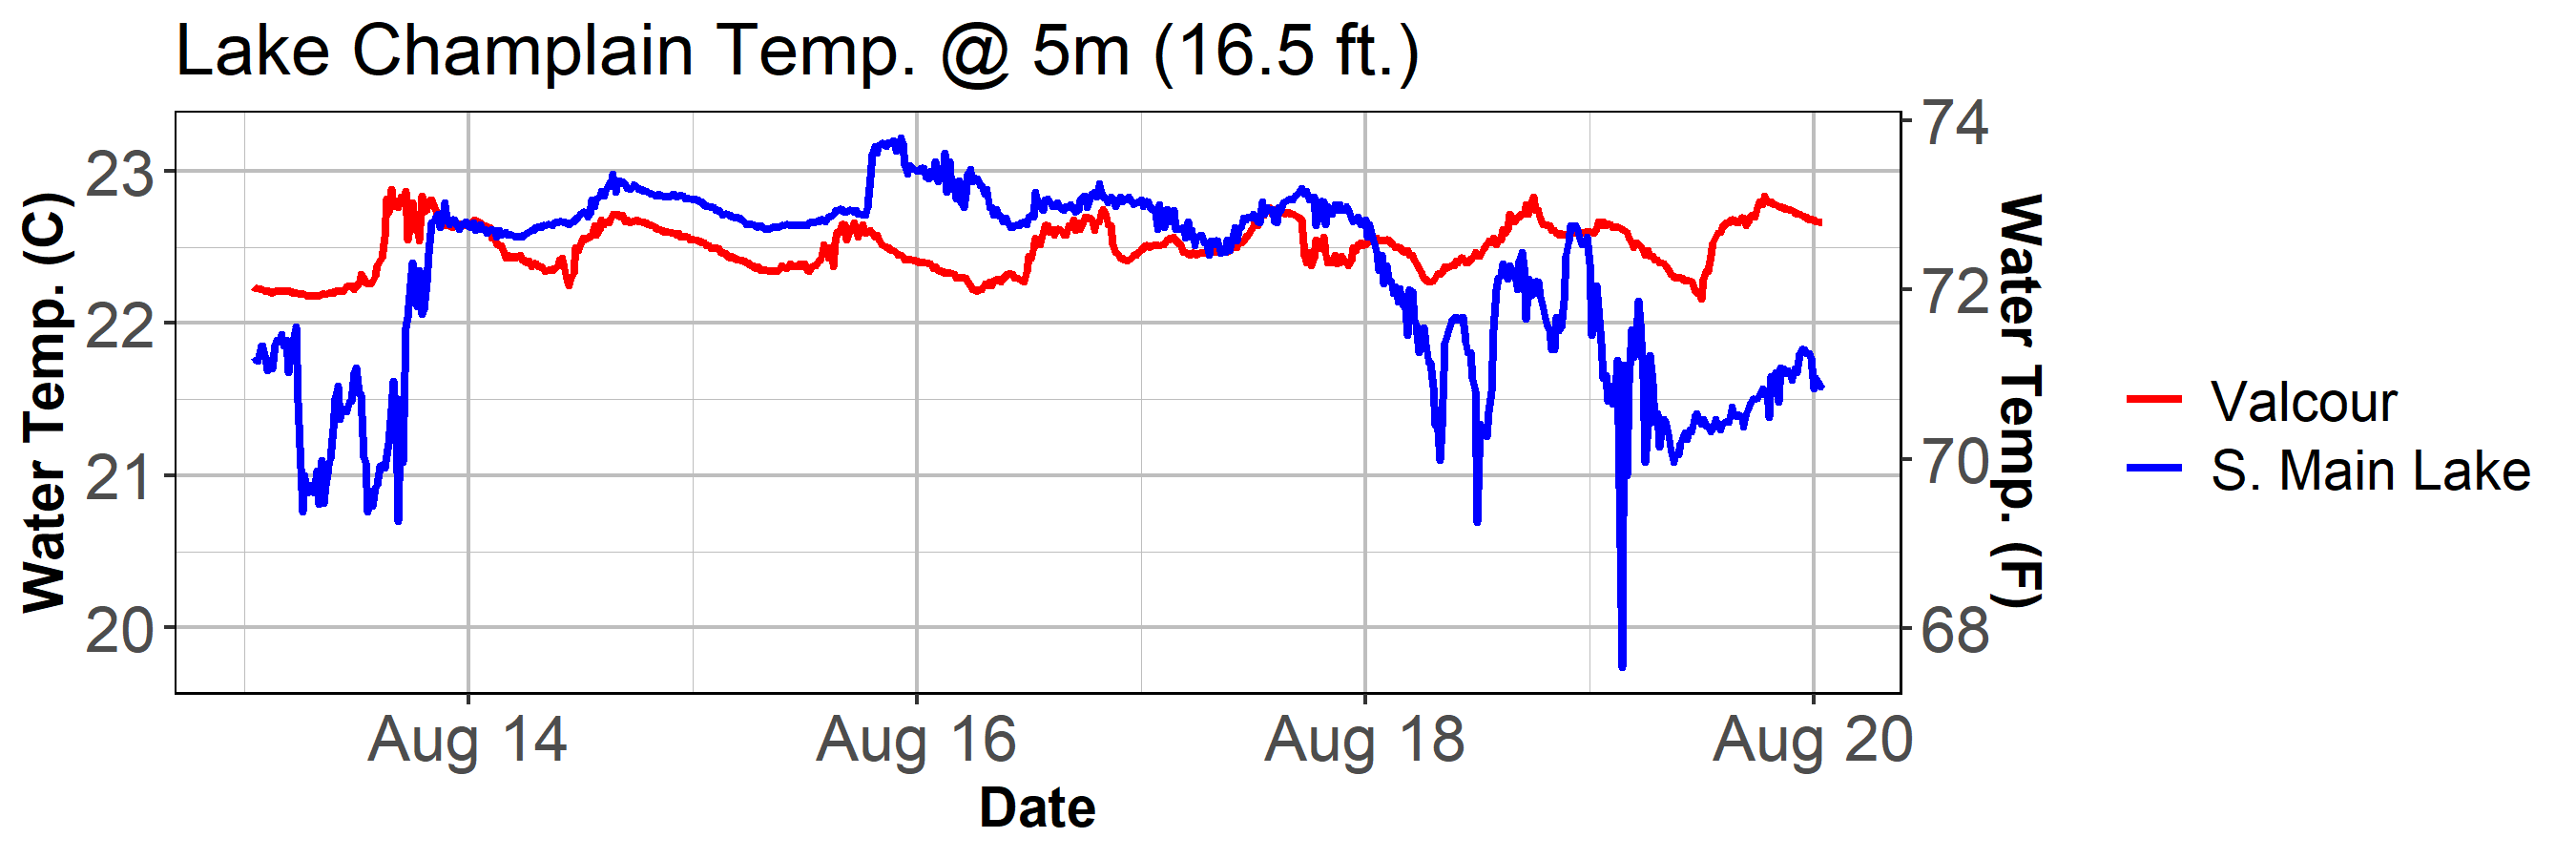 Lake Champlain Temp. @ 5m (16.5 ft.)
Water Temp. (C)
23
22
21
20
74
72
70
68
Water Temp. (F)
Aug 14
Aug 16
Aug 18
Aug 20
Date
Valcour
S. Main Lake